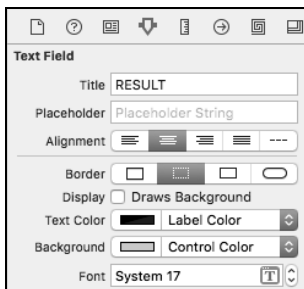 Text Field
Title RESULT
Placeholder Placeholder String
Alignment
Border
Display Draws Background
Text Color Label Color
Background Control Color
Font System 17 T